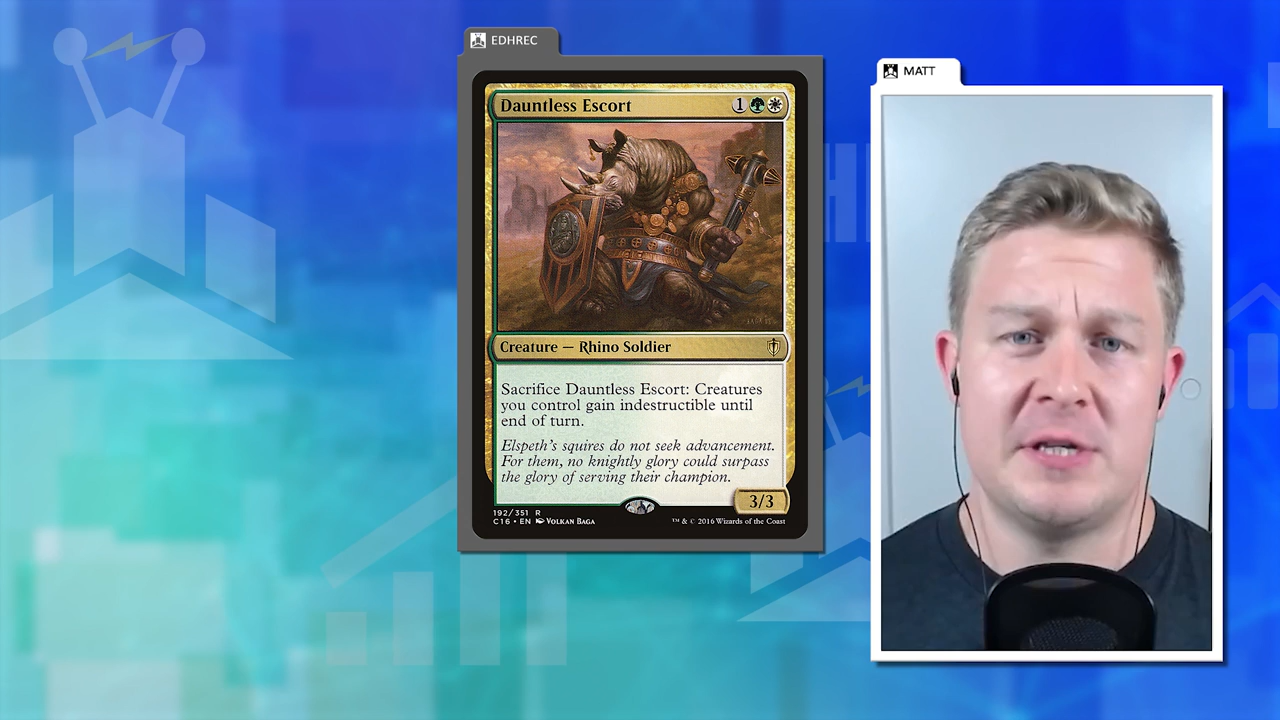 EDHREC
MATT
Dauntless Escort 1
Creature — Rhino Soldier
Sacrifice Dauntless Escort: Creatures
you control gain indestructible until
end of turn.
Elspeth's squires do not seek advancement.
For them, no knightly glory could surpass
the glory of serving their champion.
3/3
192/351 R
C16 • EN VOLKAN BAGA
™ & © 2016 Wizards of the Coast